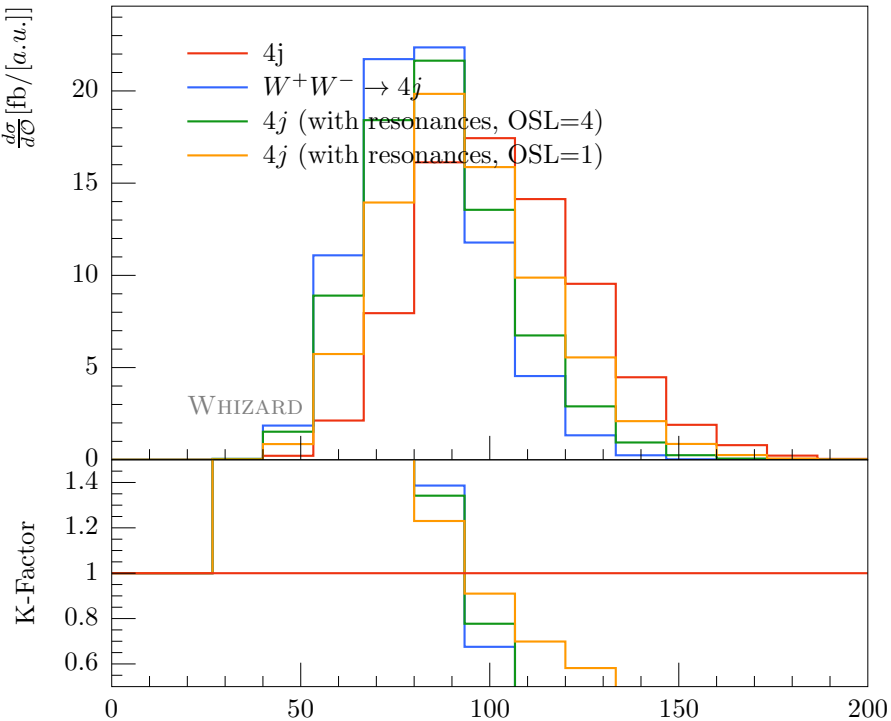 dσ/dO [fb/[a.u.]]
4j
W⁺W⁻ → 4j
4j (with resonances, OSL=4)
4j (with resonances, OSL=1)
20
15
10
5
0
WHIZARD
K-Factor
1.4
1.2
1
0.8
0.6
0 50 100 150 200